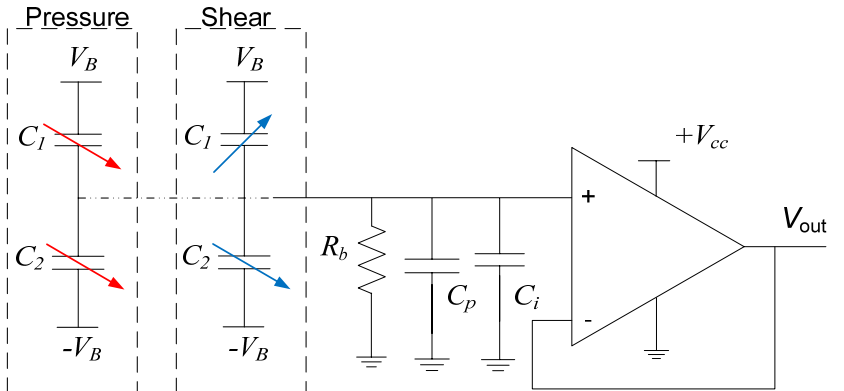 Pressure Shear
V_B V_B
C_1 C_1 +V_cc
+ V_out
C_2 C_2 R_b C_p C_i
-
-V_B -V_B